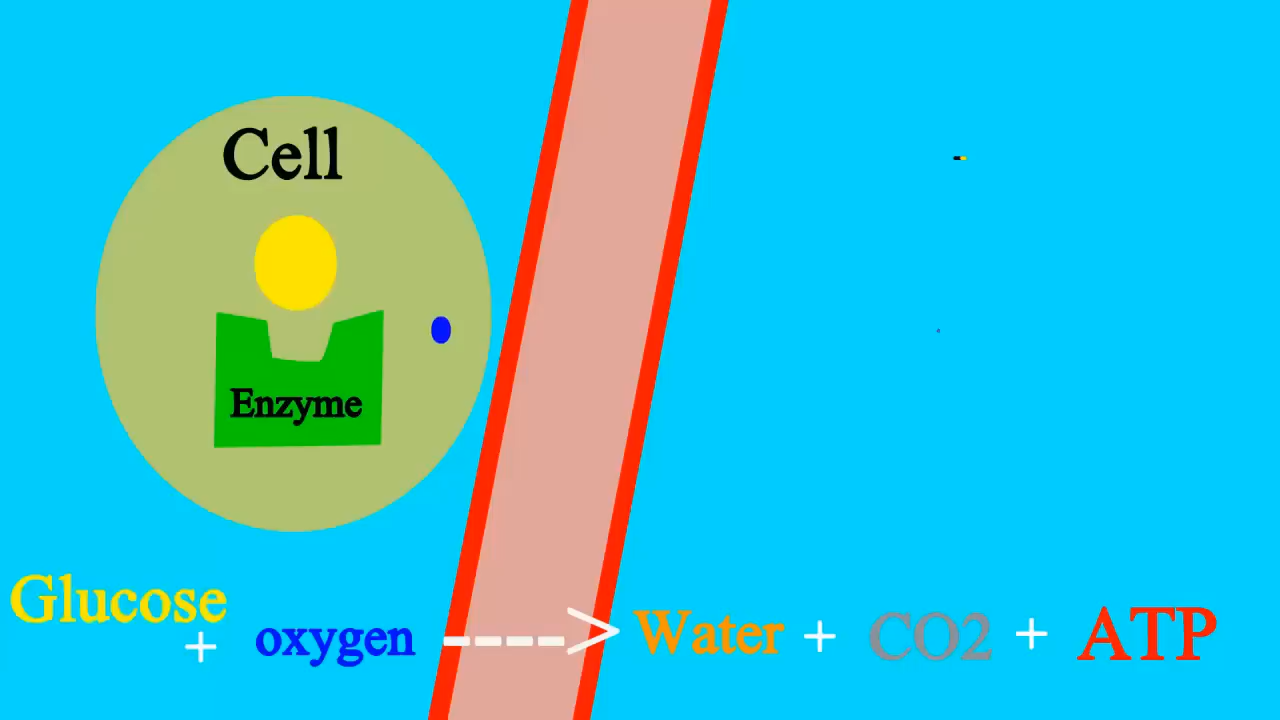 Cell
Enzyme
Glucose + oxygen ----> Water + CO2 + ATP